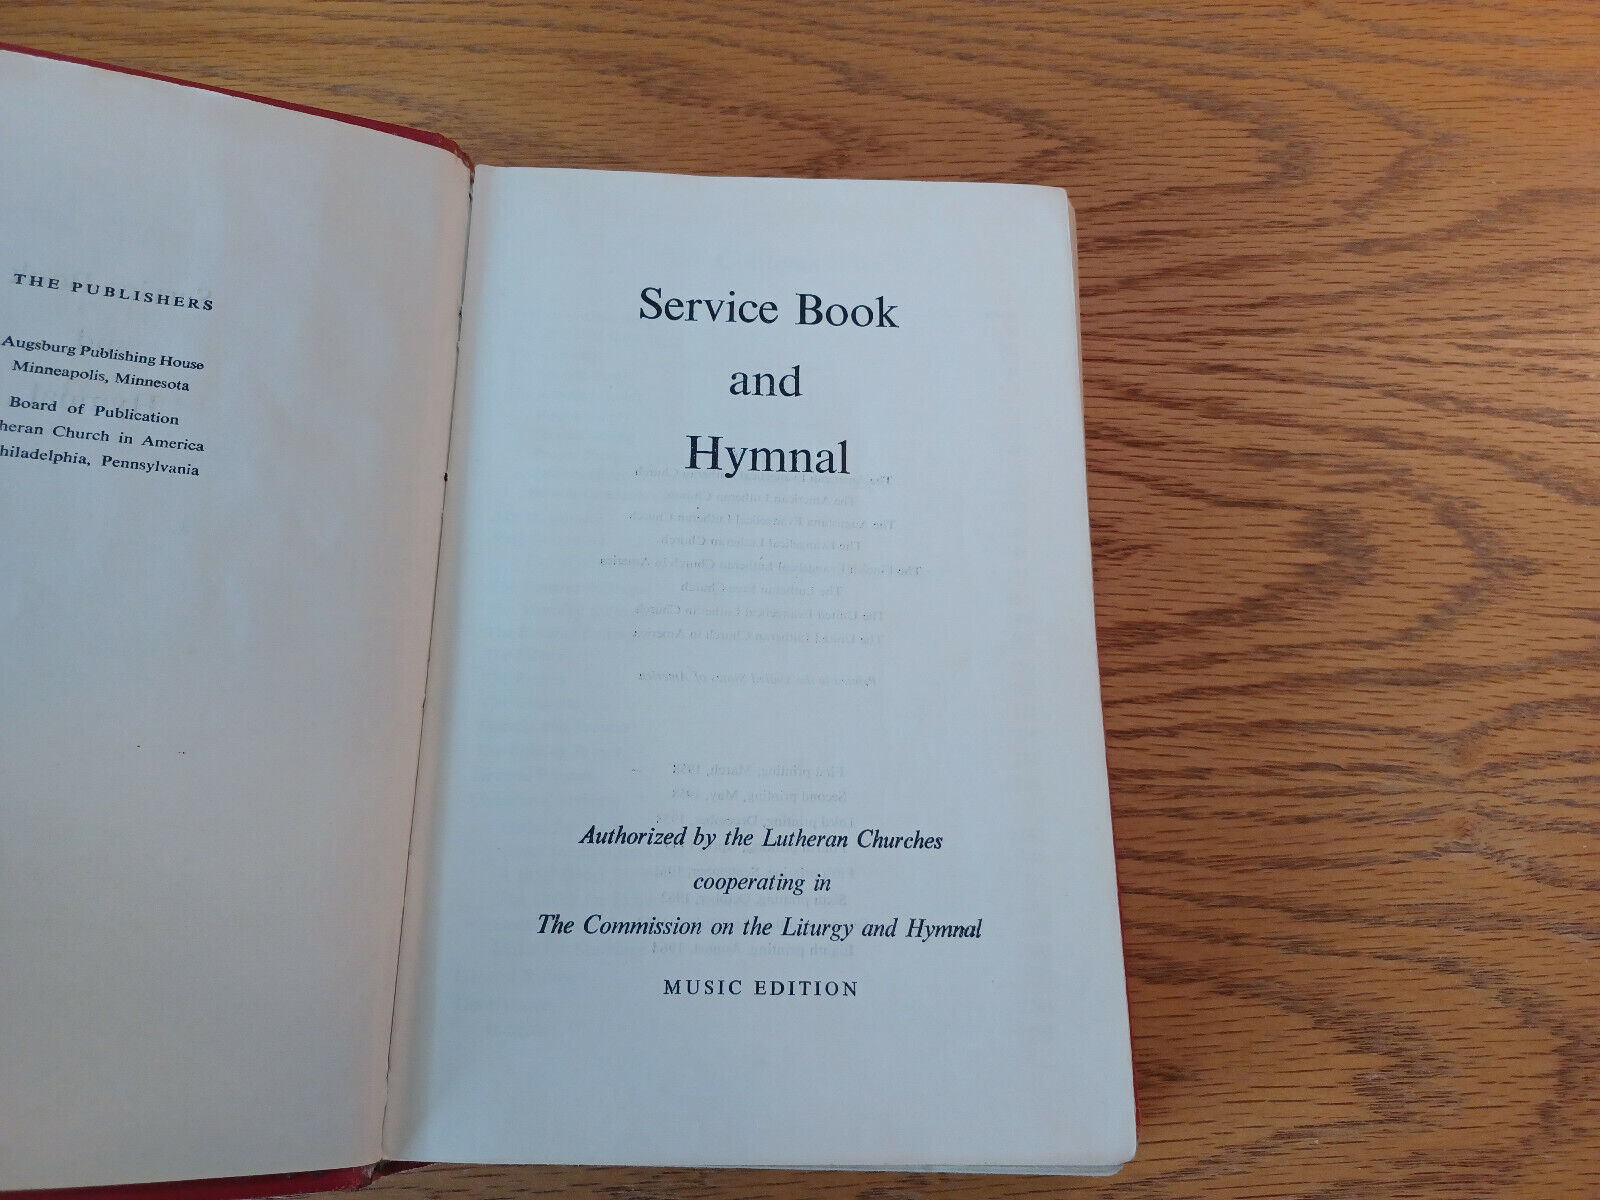 THE PUBLISHERS
Augsburg Publishing House
Minneapolis, Minnesota
Board of Publication
heran Church in America
hiladelphia, Pennsylvania
Service Book
and
Hymnal
Authorized by the Lutheran Churches
cooperating in
The Commission on the Liturgy and Hymnal
MUSIC EDITION